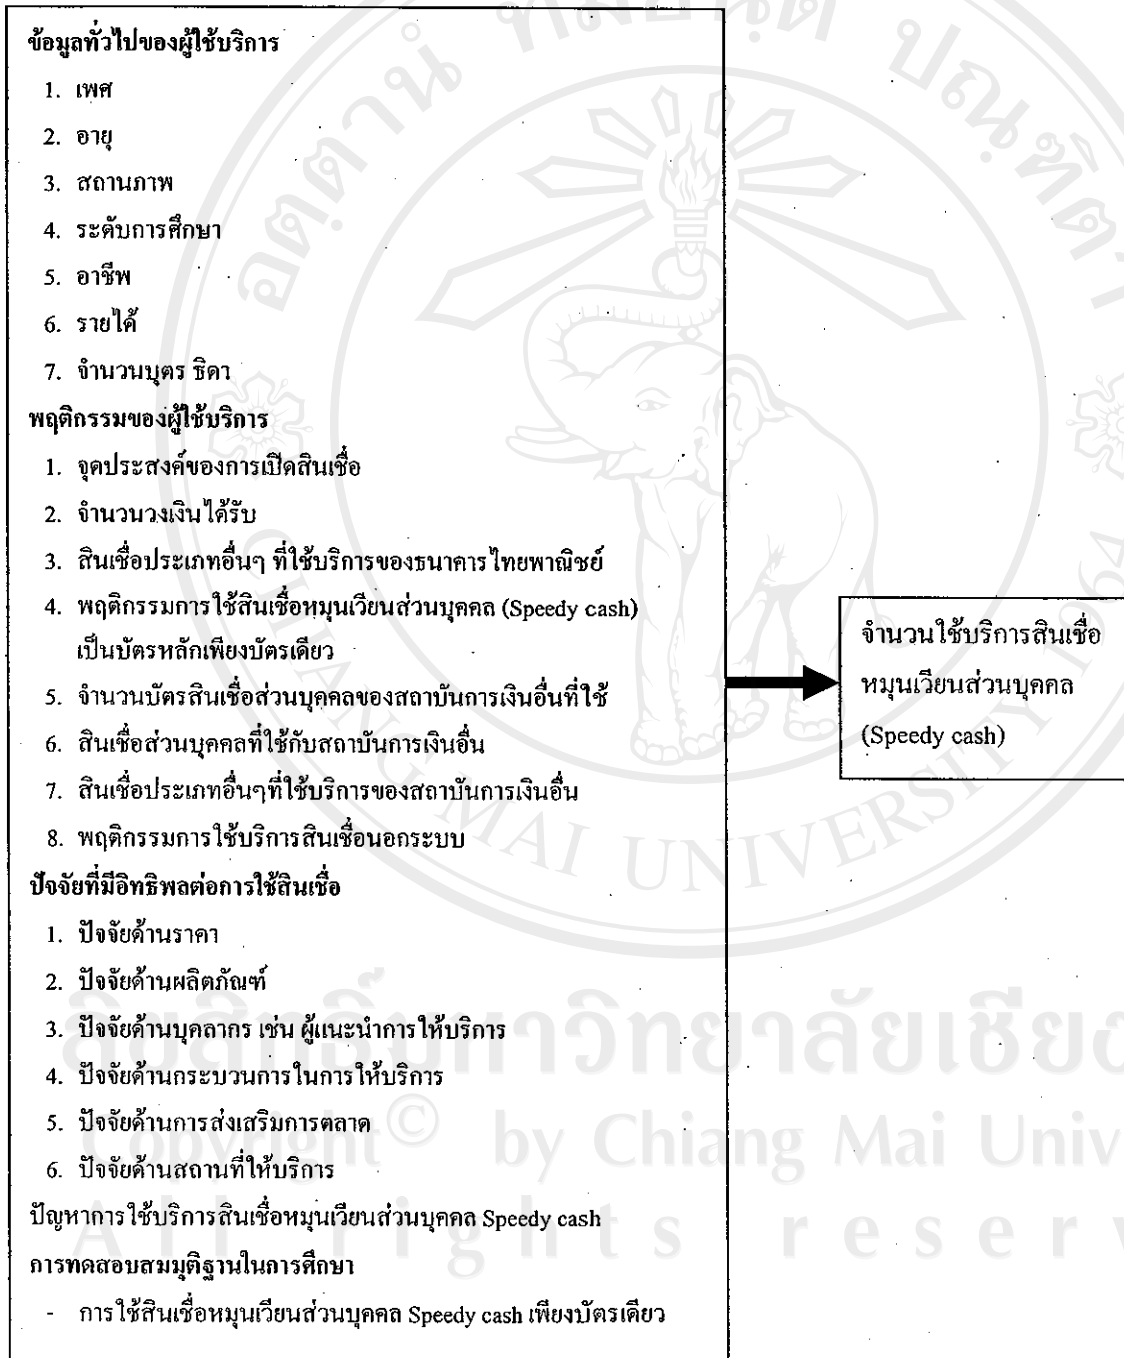 ข้อมูลทั่วไปของผู้ใช้บริการ
1. เพศ
2. อายุ
3. สถานภาพ
4. ระดับการศึกษา
5. อาชีพ
6. รายได้
7. จำนวนบุตร ธิดา
พฤติกรรมของผู้ใช้บริการ
1. จุดประสงค์ของการเปิดสินเชื่อ
2. จำนวนวงเงินได้รับ
3. สินเชื่อประเภทอื่นๆ ที่ใช้บริการของธนาคารไทยพาณิชย์
4. พฤติกรรมการใช้สินเชื่อหมุนเวียนส่วนบุคคล (Speedy cash)
เป็นบัตรหลักเพียงบัตรเดียว
5. จำนวนบัตรสินเชื่อส่วนบุคคลของสถาบันการเงินอื่นที่ใช้
6. สินเชื่อส่วนบุคคลที่ใช้กับสถาบันการเงินอื่น
7. สินเชื่อประเภทอื่นๆที่ใช้บริการของสถาบันการเงินอื่น
8. พฤติกรรมการใช้บริการสินเชื่อนอกระบบ
ปัจจัยที่มีอิทธิพลต่อการใช้สินเชื่อ
1. ปัจจัยด้านราคา
2. ปัจจัยด้านผลิตภัณฑ์
3. ปัจจัยด้านบุคลากร เช่น ผู้แนะนำการให้บริการ
4. ปัจจัยด้านกระบวนการในการให้บริการ
5. ปัจจัยด้านการส่งเสริมการตลาด
6. ปัจจัยด้านสถานที่ให้บริการ
ปัญหาการใช้บริการสินเชื่อหมุนเวียนส่วนบุคคล Speedy cash
การทดสอบสมมุติฐานในการศึกษา
- การใช้สินเชื่อหมุนเวียนส่วนบุคคล Speedy cash เพียงบัตรเดียว
จำนวนใช้บริการสินเชื่อ
หมุนเวียนส่วนบุคคล
(Speedy cash)
CHIANG MAI UNIVERSITY 1964
Copyright© by Chiang Mai Univ
All rights reserv